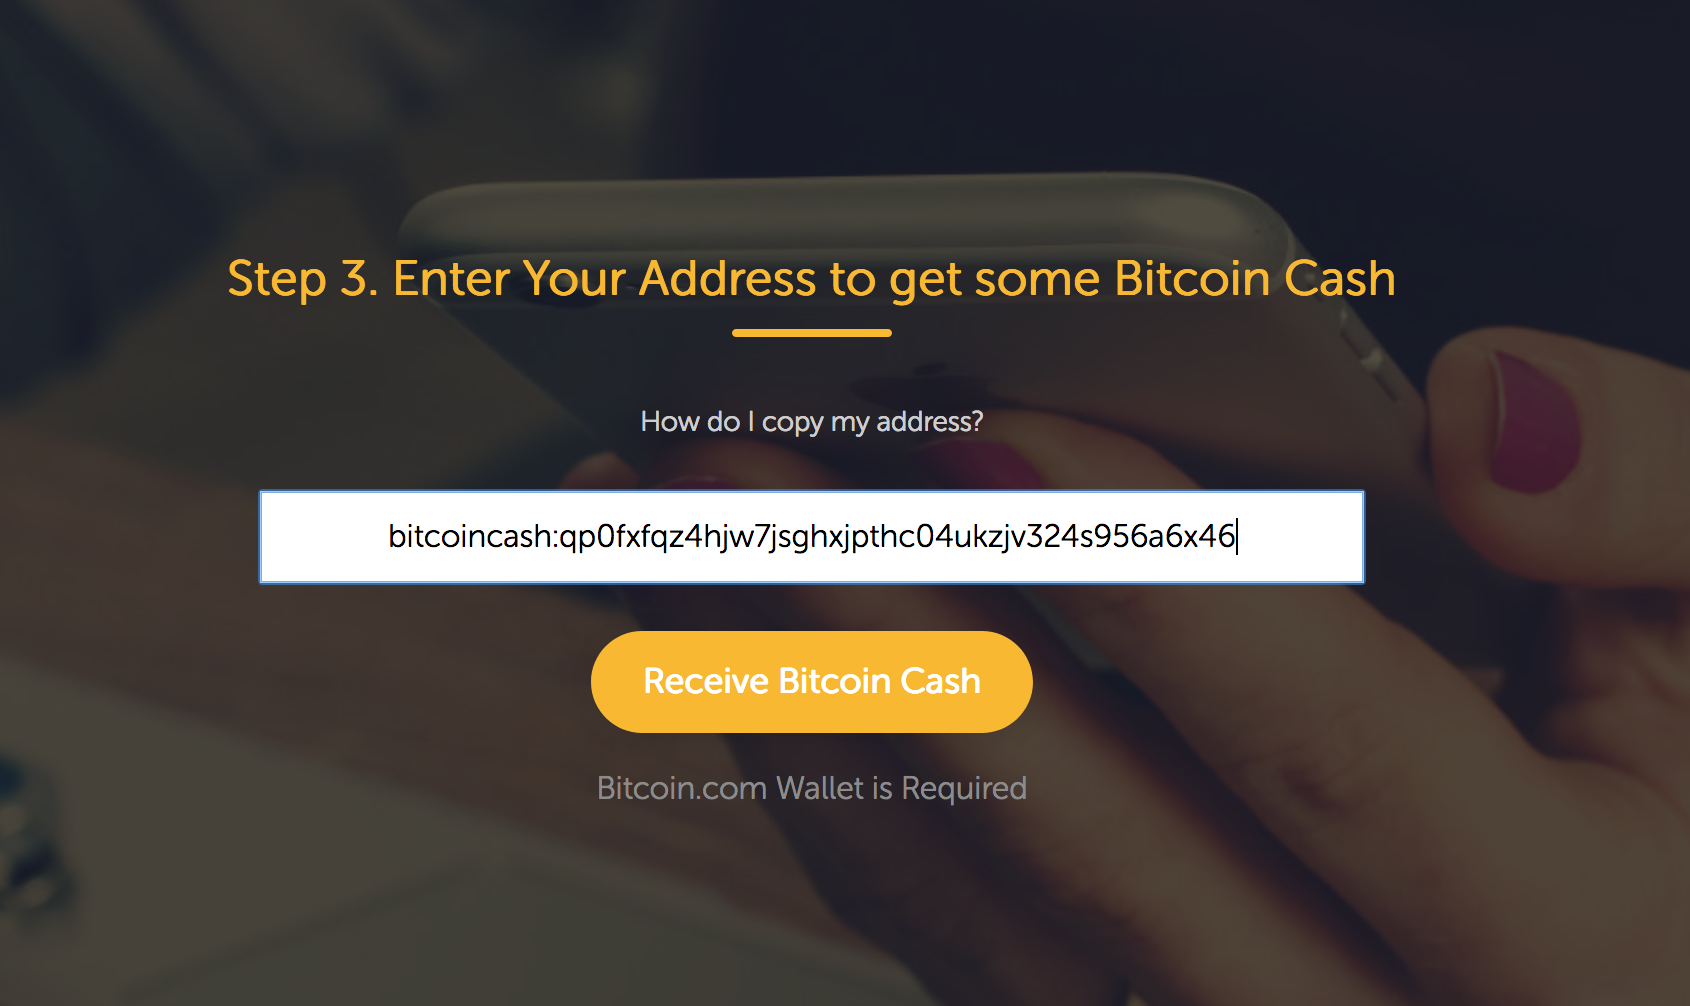 Step 3. Enter Your Address to get some Bitcoin Cash
How do I copy my address?
bitcoincash:qp0fxfqz4hjw7jsghxjpthc04ukzjv324s956a6x46
Receive Bitcoin Cash
Bitcoin.com Wallet is Required